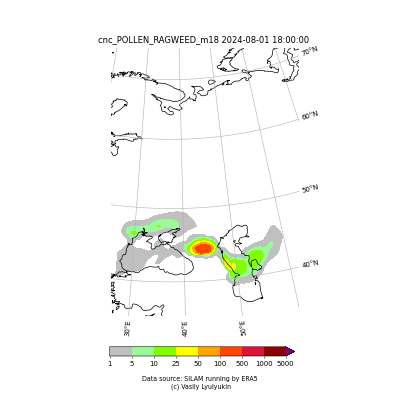 cnc_POLLEN_RAGWEED_m18 2024-08-01 18:00:00
70°N
60°N
50°N
40°N
30°E
40°E
50°E
1 5 10 25 50 100 500 1000 5000
Data source: SILAM running by ERA5
(c) Vasily Lyulyukin